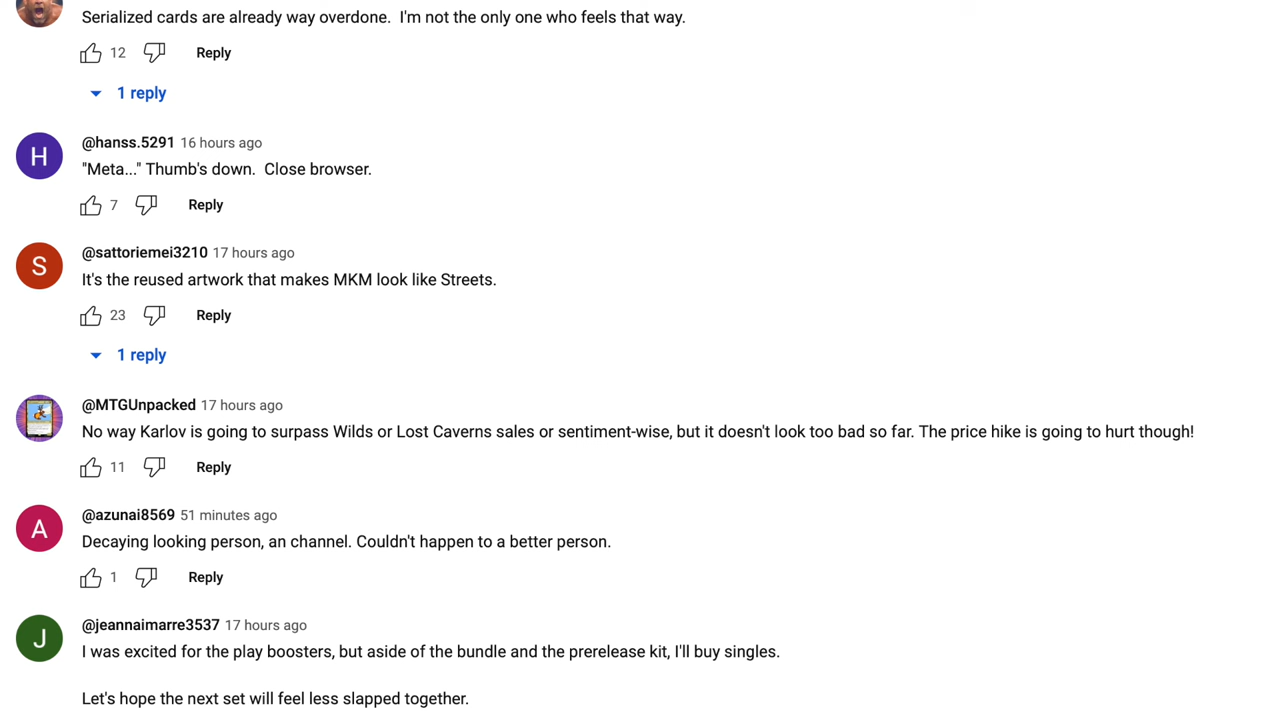 Serialized cards are already way overdone.  I'm not the only one who feels that way.
12 Reply
1 reply
H
@hanss.5291 16 hours ago
"Meta..." Thumb's down.  Close browser.
7 Reply
S
@sattoriemei3210 17 hours ago
It's the reused artwork that makes MKM look like Streets.
23 Reply
1 reply
@MTGUnpacked 17 hours ago
No way Karlov is going to surpass Wilds or Lost Caverns sales or sentiment-wise, but it doesn't look too bad so far. The price hike is going to hurt though!
11 Reply
A
@azunai8569 51 minutes ago
Decaying looking person, an channel. Couldn't happen to a better person.
1 Reply
J
@jeannaimarre3537 17 hours ago
I was excited for the play boosters, but aside of the bundle and the prerelease kit, I'll buy singles.
Let's hope the next set will feel less slapped together.